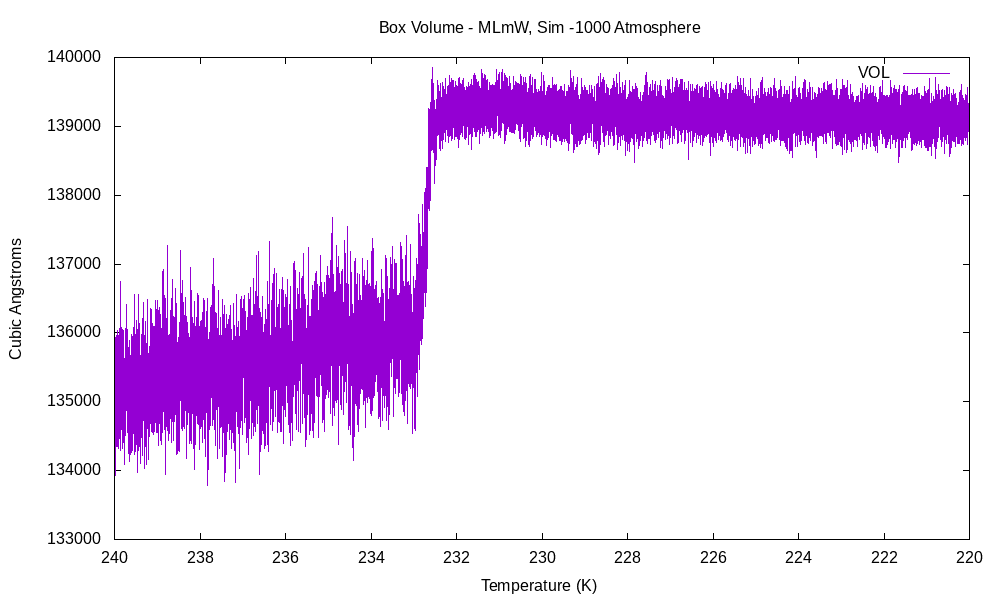 Box Volume - MLmW, Sim -1000 Atmosphere
VOL
140000
139000
138000
137000
136000
135000
134000
133000
Cubic Angstroms
240 238 236 234 232 230 228 226 224 222 220
Temperature (K)